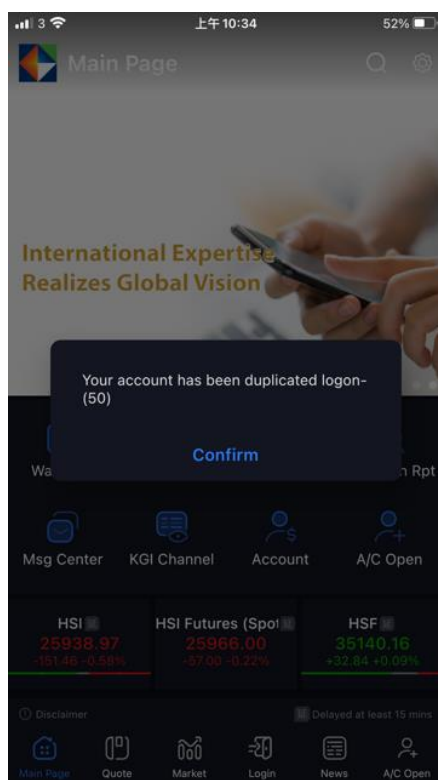 3 上午10:34 52%
Main Page
International Expertise
Realizes Global Vision
Your account has been duplicated logon-
(50)
Confirm
Wa
n Rpt
Msg Center KGI Channel Account A/C Open
HSI HSI Futures (Spot HSF
25938.97 25966.00 35140.16
-151.46 -0.58% -57.00 -0.22% +32.84 +0.09%
Disclaimer Delayed at least 15 mins
Main Page Quote Market Login News A/C Open